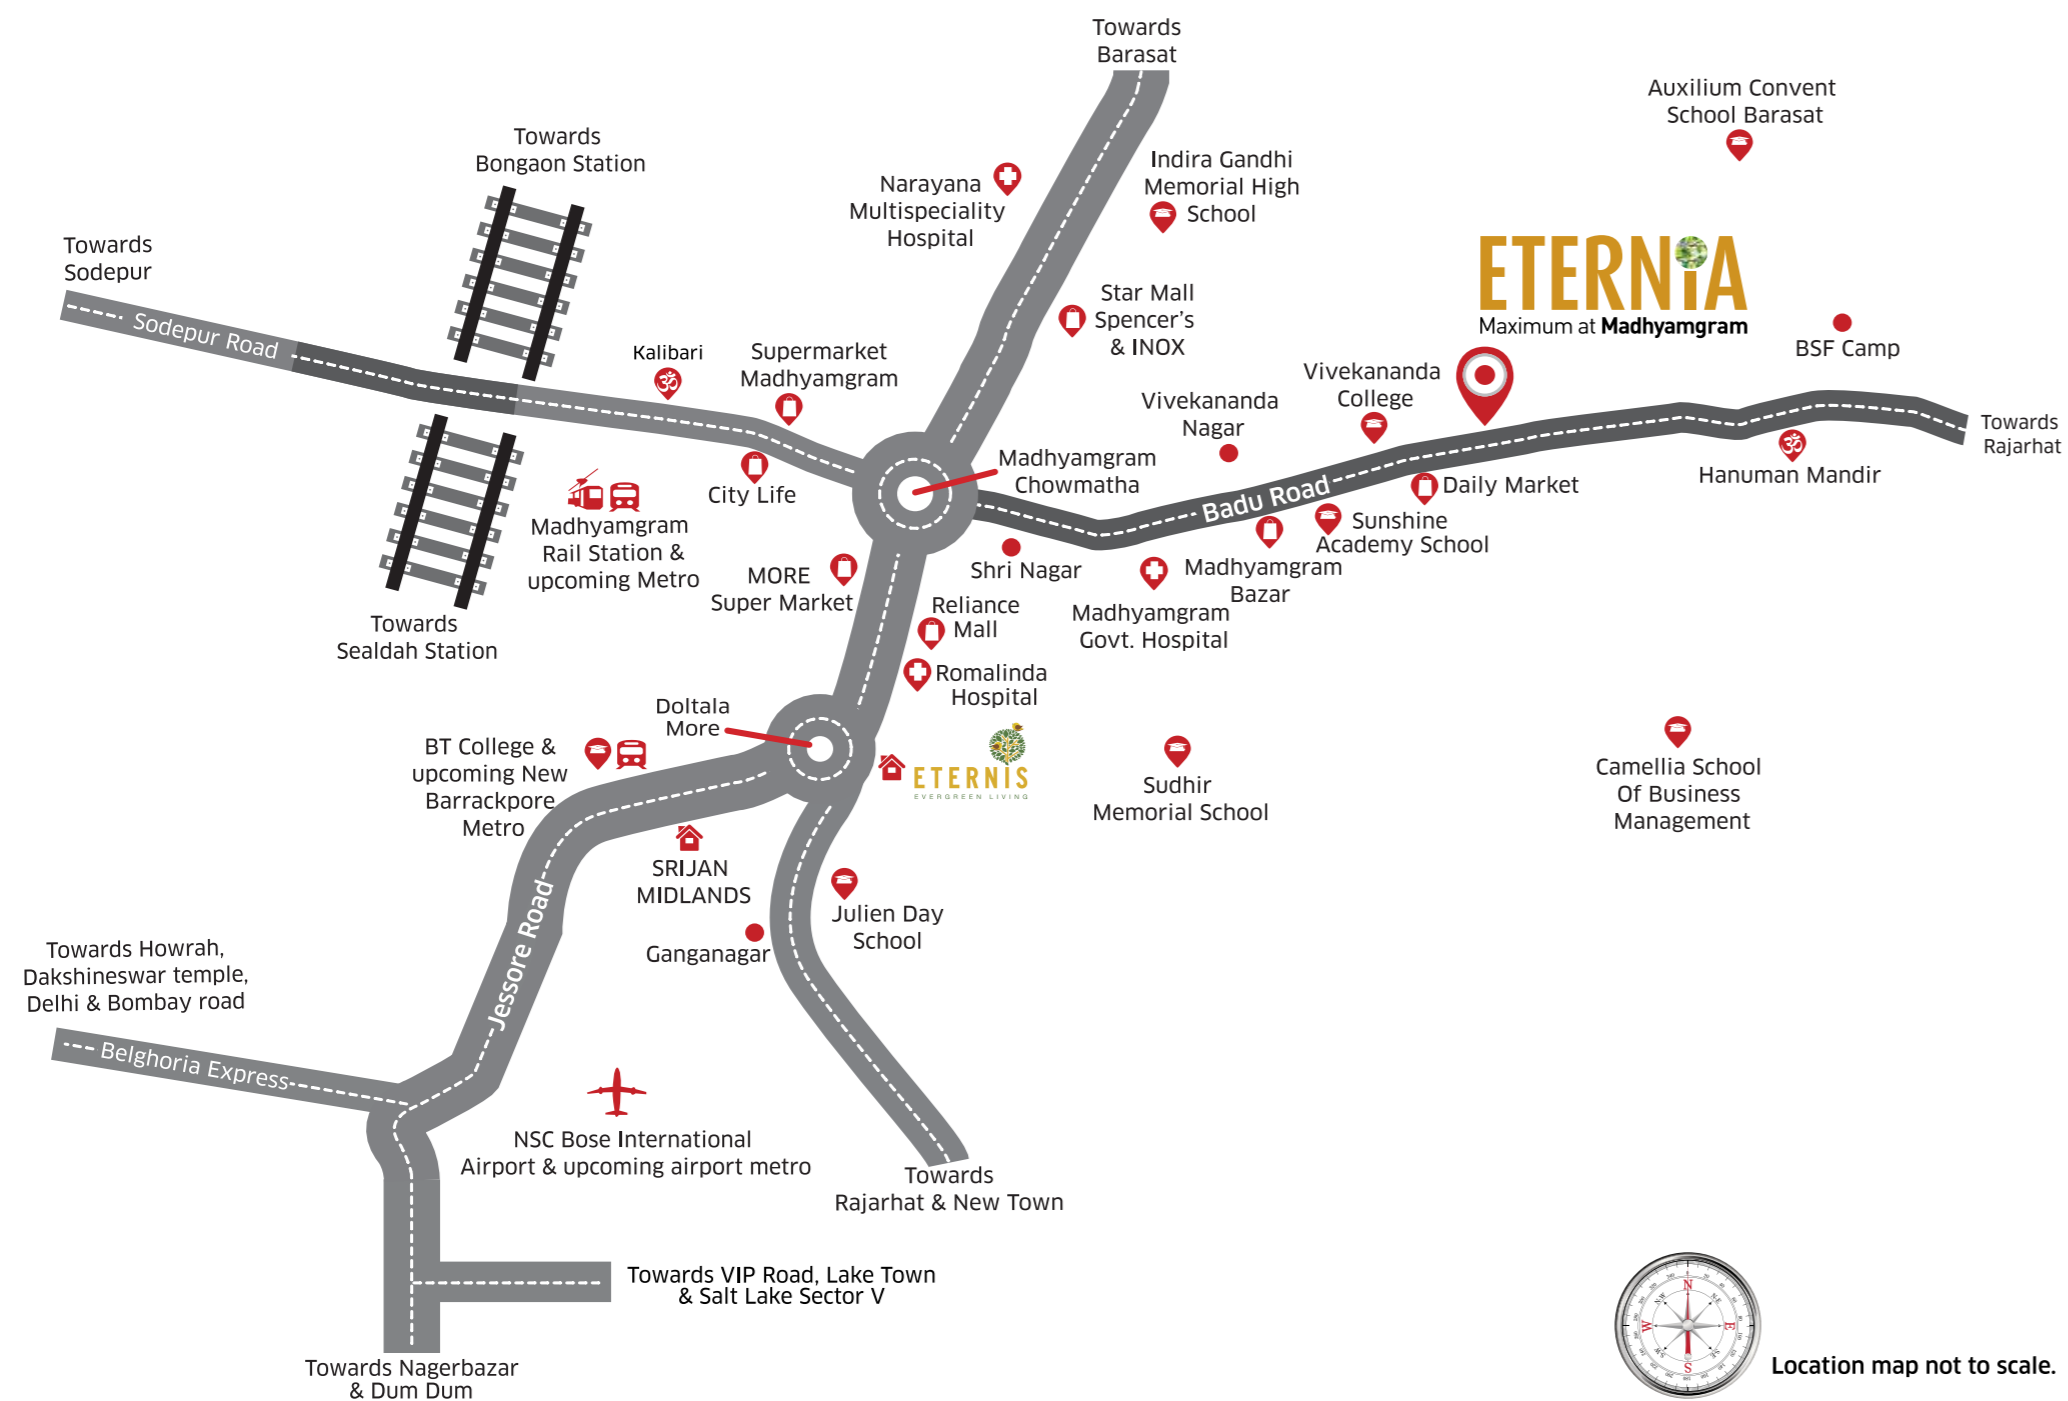 Towards
Barasat
Auxilium Convent
School Barasat
Towards
Bongaon Station
Indira Gandhi
Memorial High
School
Narayana
Multispeciality
Hospital
Towards
Sodepur
Sodepur Road
ETERNiA
Maximum at Madhyamgram
Star Mall
Spencer's
& INOX
BSF Camp
Kalibari
Supermarket
Madhyamgram
Vivekananda
College
Vivekananda
Nagar
Towards
Rajarhat
Madhyamgram
Chowmatha
Hanuman Mandir
City Life
Badu Road
Daily Market
Madhyamgram
Rail Station &
upcoming Metro
Sunshine
Academy School
MORE
Super Market
Shri Nagar
Madhyamgram
Bazar
Reliance
Mall
Madhyamgram
Govt. Hospital
Towards
Sealdah Station
Romalinda
Hospital
Doltala
More
BT College &
upcoming New
Barrackpore
Metro
ETERNIS
EVERGREEN LIVING
Sudhir
Memorial School
Camellia School
Of Business
Management
SRIJAN
MIDLANDS
Julien Day
School
Ganganagar
Jessore Road
Towards Howrah,
Dakshineswar temple,
Delhi & Bombay road
Belghoria Express
NSC Bose International
Airport & upcoming airport metro
Towards
Rajarhat & New Town
Towards VIP Road, Lake Town
& Salt Lake Sector V
Towards Nagerbazar
& Dum Dum
N
N.W
N.E
W
E
S.W
S.E
S
Location map not to scale.